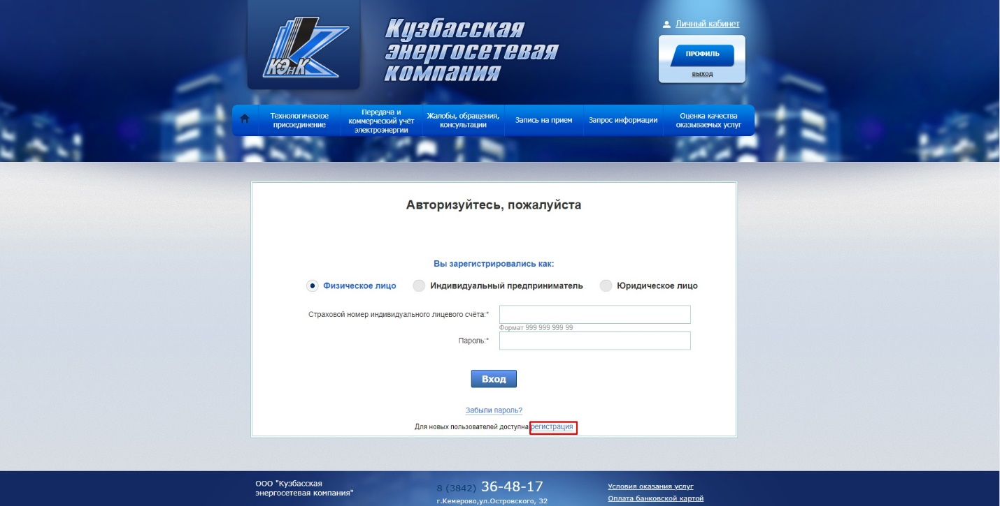 КЭнК
Кузбасская
энергосетевая
компания
Личный кабинет
ПРОФИЛЬ
выход
Технологическое
присоединение
Передача и
коммерческий учёт
электроэнергии
Жалобы, обращения,
консультации
Запись на прием
Запрос информации
Оценка качества
оказываемых услуг
Авторизуйтесь, пожалуйста
Вы зарегистрировались как:
Физическое лицо
Индивидуальный предприниматель
Юридическое лицо
Страховой номер индивидуального лицевого счёта:*
Формат 999 999 999 99
Пароль:*
Вход
Забыли пароль?
Для новых пользователей доступна регистрация
ООО "Кузбасская
энергосетевая компания"
8 (3842) 36-48-17
г.Кемерово,ул.Островского, 32
Условия оказания услуг
Оплата банковской картой